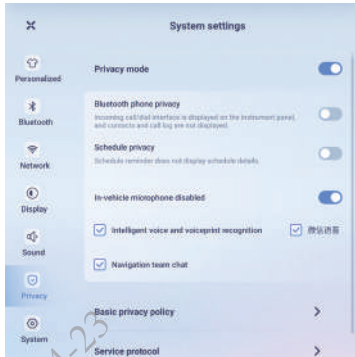 System settings
Personalized
Bluetooth
Network
Display
Sound
Privacy
System
Privacy mode
Bluetooth phone privacy
Incoming call/dial interface is displayed on the instrument panel,
and contacts and call log are not displayed.
Schedule privacy
Schedule reminder does not display schedule details.
In-vehicle microphone disabled
Intelligent voice and voiceprint recognition
微信语音
Navigation team chat
Basic privacy policy
Service protocol
-23